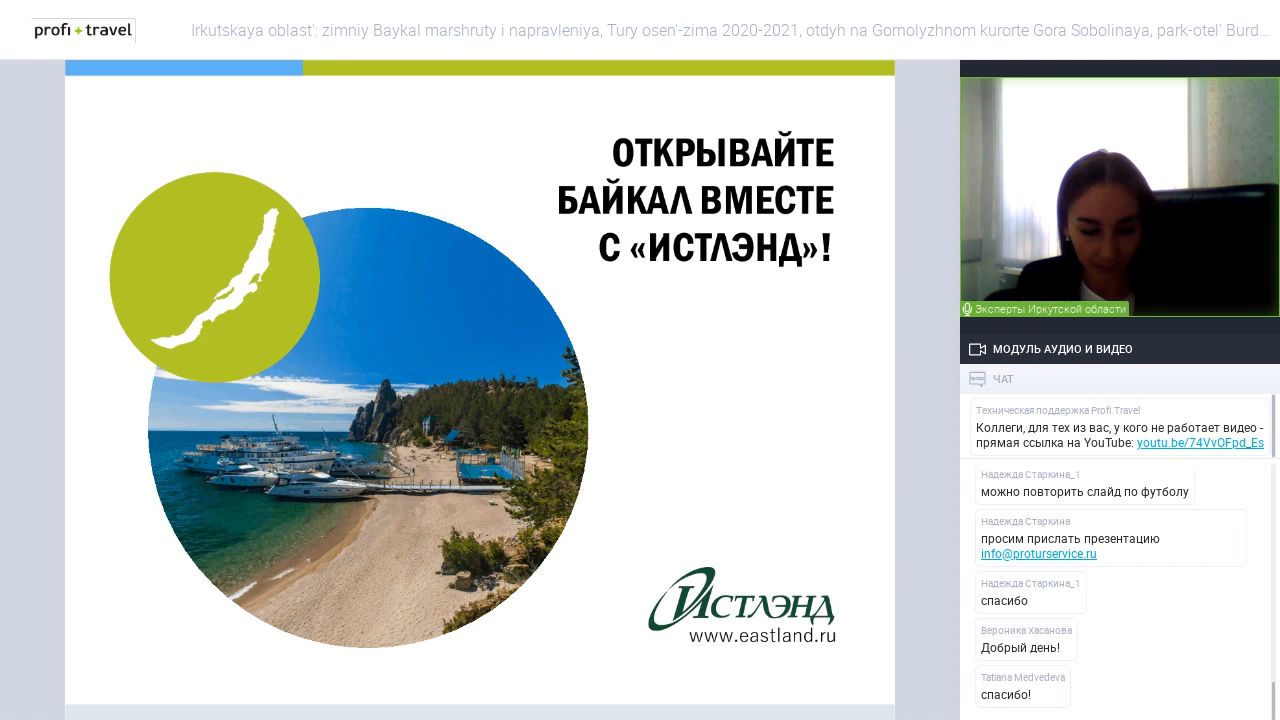 profi + travel
Irkutskaya oblast': zimniy Baykal marshruty i napravleniya, Tury osen'-zima 2020-2021, otdyh na Gornolyzhnom kurorte Gora Sobolinaya, park-otel' Burd...
ОТКРЫВАЙТЕ
БАЙКАЛ ВМЕСТЕ
С «ИСТЛЭНД»!
ИСТЛЭНД
www.eastland.ru
Эксперты Иркутской области
МОДУЛЬ АУДИО И ВИДЕО
ЧАТ
Техническая поддержка Profi.Travel
Коллеги, для тех из вас, у кого не работает видео -
прямая ссылка на YouTube: youtu.be/74VvOFpd_Es
Надежда Старкина_1
можно повторить слайд по футболу
Надежда Старкина
просим прислать презентацию
info@proturservice.ru
Надежда Старкина_1
спасибо
Вероника Хасанова
Добрый день!
Tatiana Medvedeva
спасибо!